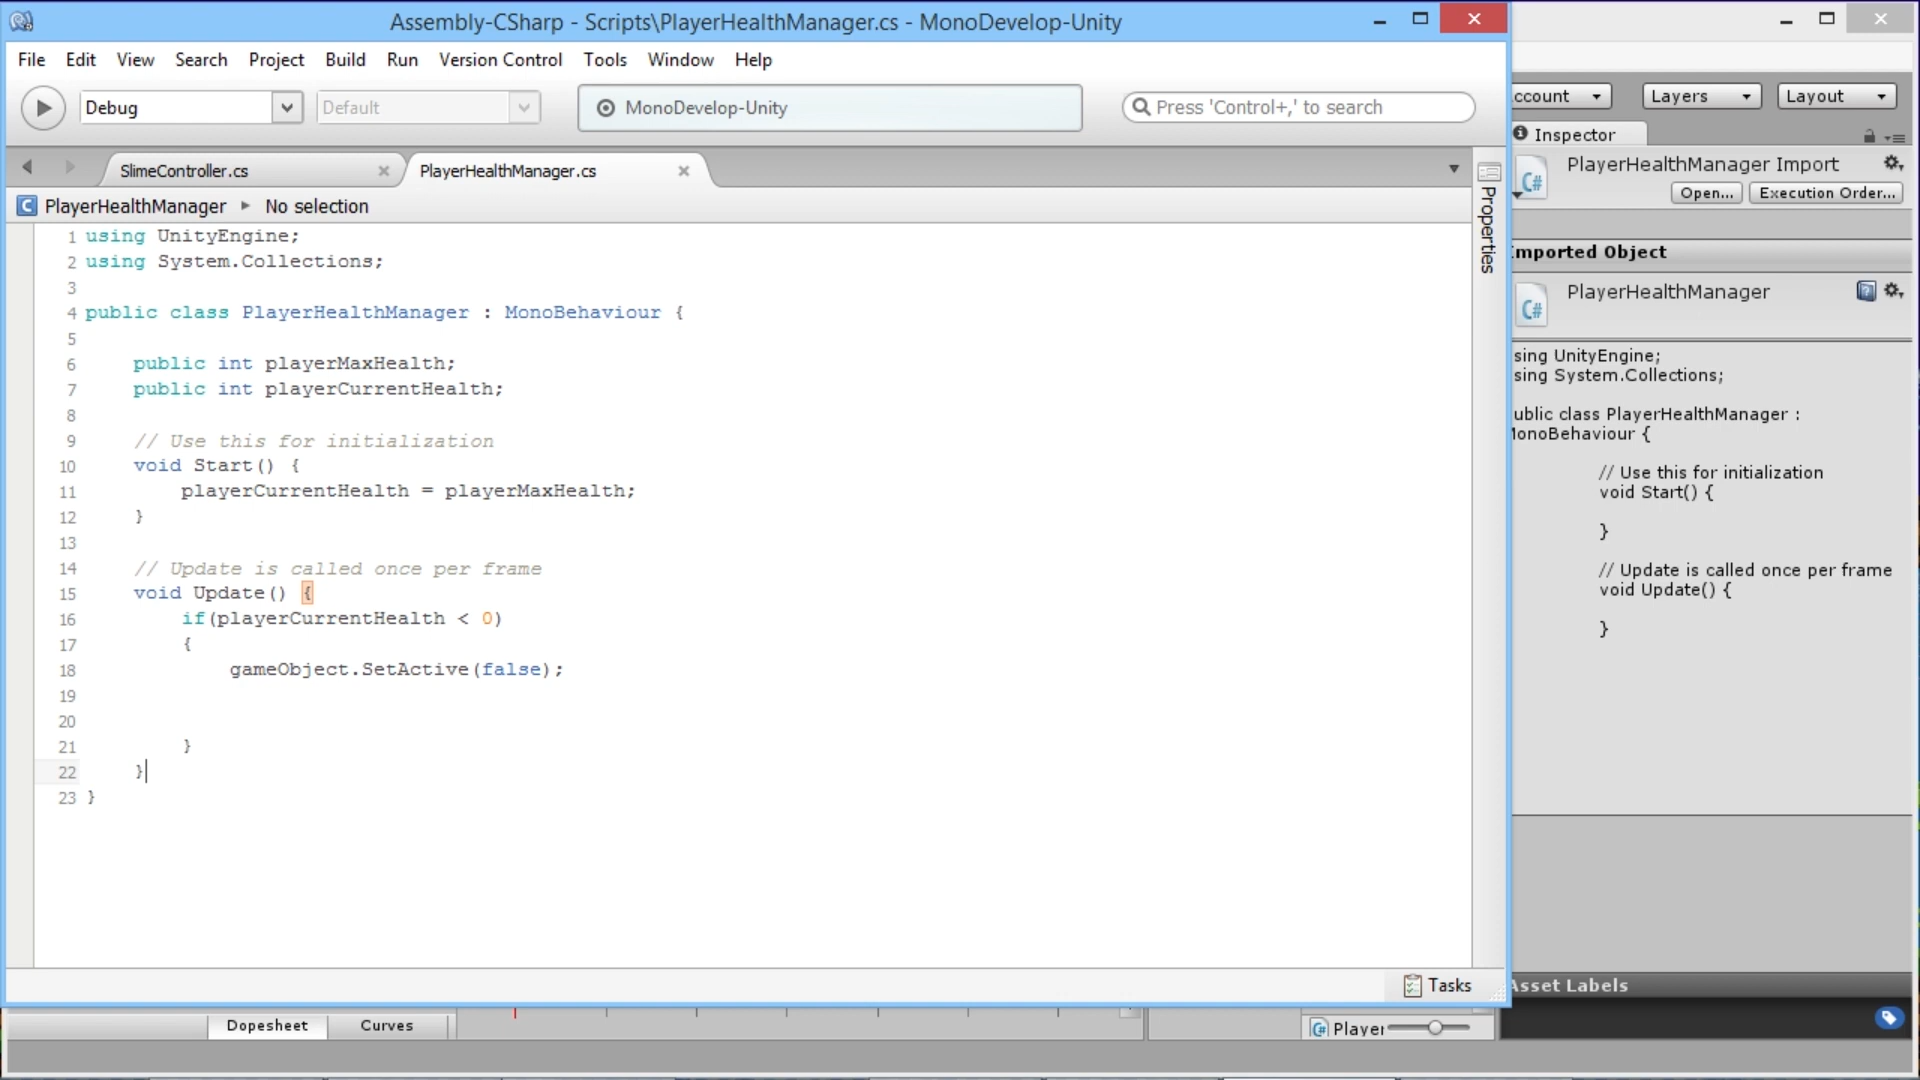 Assembly-CSharp - Scripts\PlayerHealthManager.cs - MonoDevelop-Unity
File Edit View Search Project Build Run Version Control Tools Window Help
Debug Default MonoDevelop-Unity Press 'Control+,' to search
SlimeController.cs PlayerHealthManager.cs
C PlayerHealthManager No selection
1 using UnityEngine;
2 using System.Collections;
3
4 public class PlayerHealthManager : MonoBehaviour {
5
6 public int playerMaxHealth;
7 public int playerCurrentHealth;
8
9 // Use this for initialization
10 void Start() {
11 playerCurrentHealth = playerMaxHealth;
12 }
13
14 // Update is called once per frame
15 void Update() {
16 if(playerCurrentHealth < 0)
17 {
18 gameObject.SetActive(false);
19
20
21 }
22 }
23 }
Properties
Tasks
ccount Layers Layout
Inspector
C# PlayerHealthManager Import
Open... Execution Order...
mported Object
C# PlayerHealthManager
sing UnityEngine;
sing System.Collections;
ublic class PlayerHealthManager :
MonoBehaviour {
// Use this for initialization
void Start() {
}
// Update is called once per frame
void Update() {
}
Asset Labels
Dopesheet Curves
C# Player